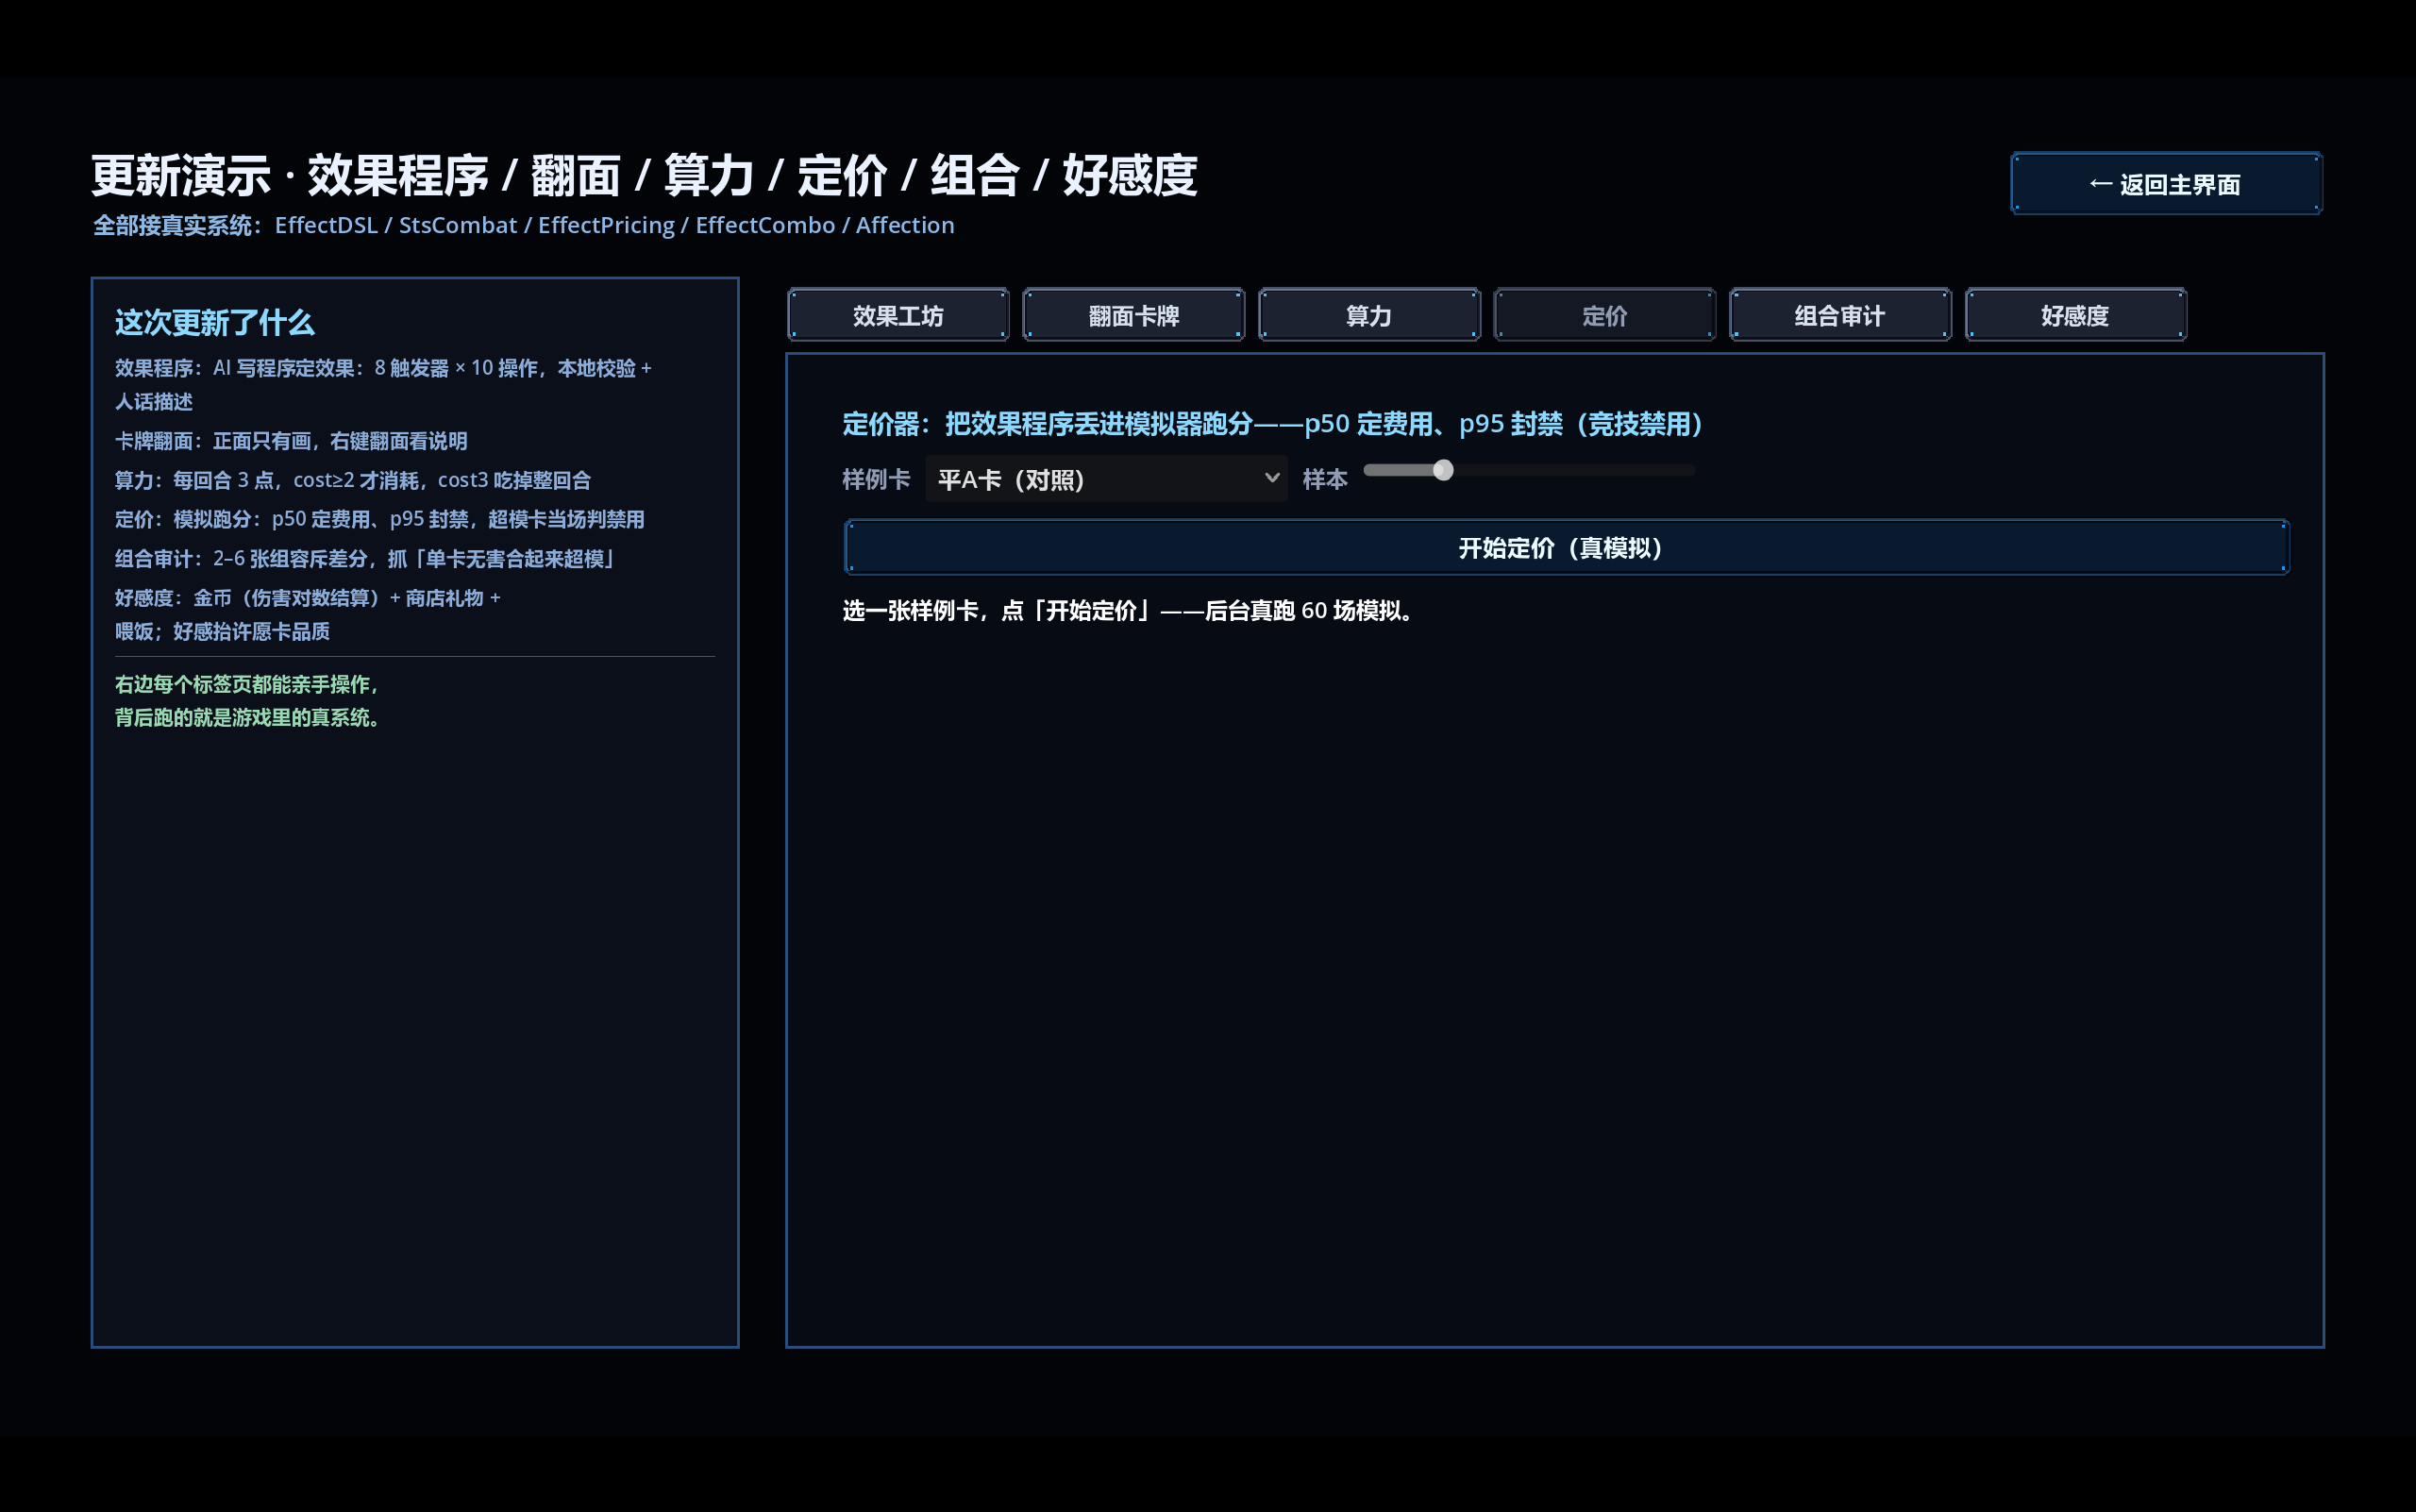 更新演示 · 效果程序 / 翻面 / 算力 / 定价 / 组合 / 好感度
← 返回主界面
全部接真实系统：EffectDSL / StsCombat / EffectPricing / EffectCombo / Affection
这次更新了什么
效果程序：AI 写程序定效果：8 触发器 × 10 操作，本地校验 +
人话描述
卡牌翻面：正面只有画，右键翻面看说明
算力：每回合 3 点，cost≥2 才消耗，cost3 吃掉整回合
定价：模拟跑分：p50 定费用、p95 封禁，超模卡当场判禁用
组合审计：2–6 张组容斥差分，抓「单卡无害合起来超模」
好感度：金币（伤害对数结算）+ 商店礼物 +
喂饭；好感抬许愿卡品质
右边每个标签页都能亲手操作，
背后跑的就是游戏里的真系统。
效果工坊 翻面卡牌 算力 定价 组合审计 好感度
定价器：把效果程序丢进模拟器跑分——p50 定费用、p95 封禁（竞技禁用）
样例卡 平A卡（对照） 样本
开始定价（真模拟）
选一张样例卡，点「开始定价」——后台真跑 60 场模拟。